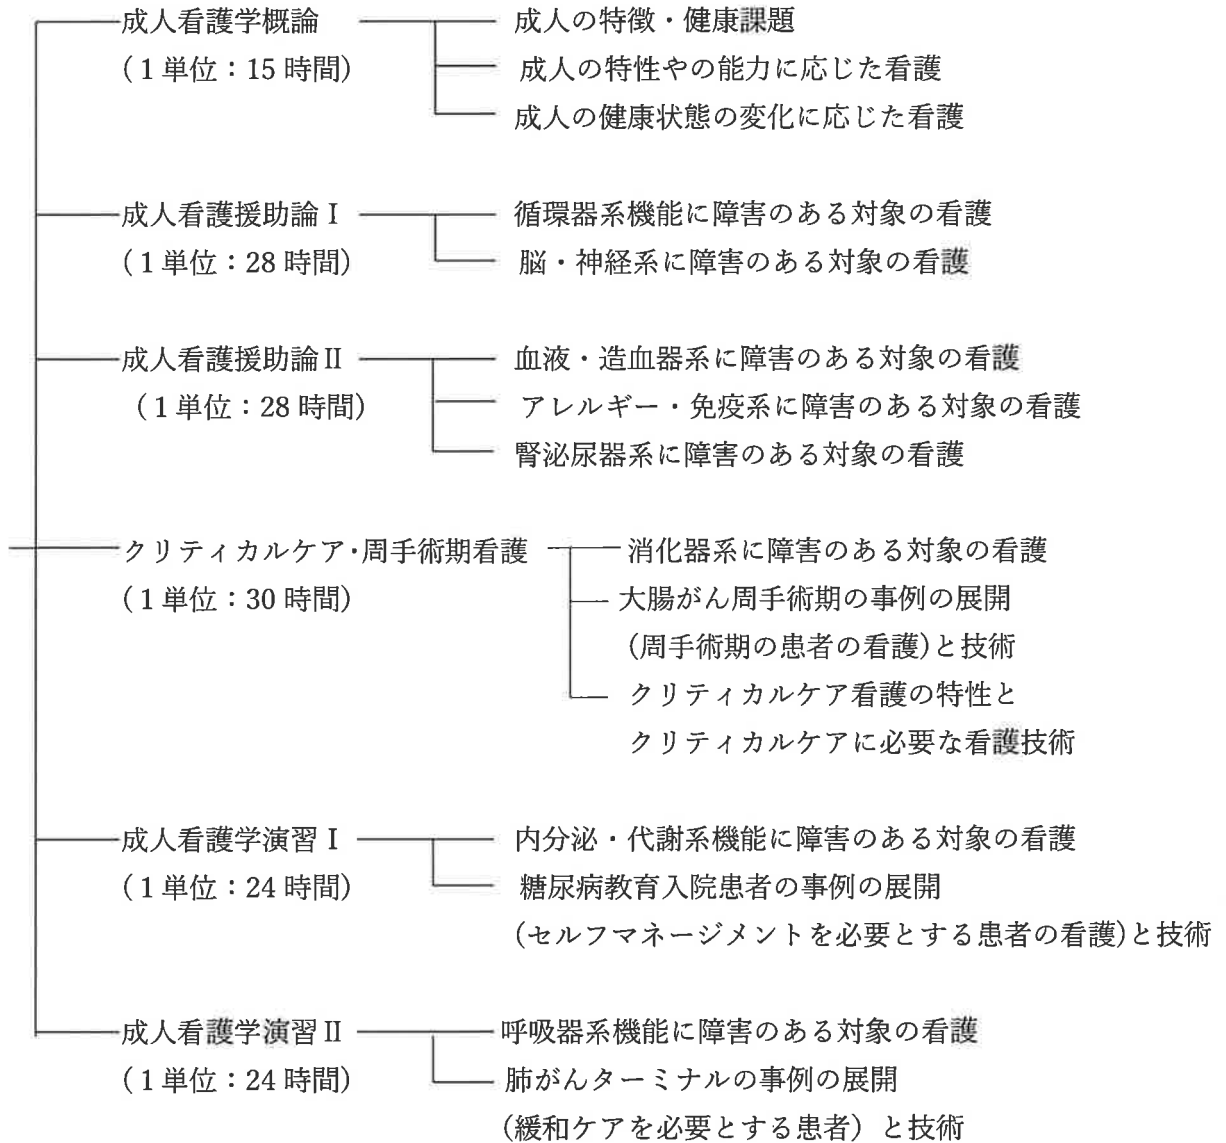 成人看護学概論
(1単位：15時間)
成人の特徴・健康課題
成人の特性やの能力に応じた看護
成人の健康状態の変化に応じた看護
成人看護援助論Ⅰ
(1単位：28時間)
循環器系機能に障害のある対象の看護
脳・神経系に障害のある対象の看護
成人看護援助論Ⅱ
(1単位：28時間)
血液・造血器系に障害のある対象の看護
アレルギー・免疫系に障害のある対象の看護
腎泌尿器系に障害のある対象の看護
クリティカルケア・周手術期看護
(1単位：30時間)
消化器系に障害のある対象の看護
大腸がん周手術期の事例の展開
(周手術期の患者の看護)と技術
クリティカルケア看護の特性と
クリティカルケアに必要な看護技術
成人看護学演習Ⅰ
(1単位：24時間)
内分泌・代謝系機能に障害のある対象の看護
糖尿病教育入院患者の事例の展開
(セルフマネージメントを必要とする患者の看護)と技術
成人看護学演習Ⅱ
(1単位：24時間)
呼吸器系機能に障害のある対象の看護
肺がんターミナルの事例の展開
(緩和ケアを必要とする患者）と技術